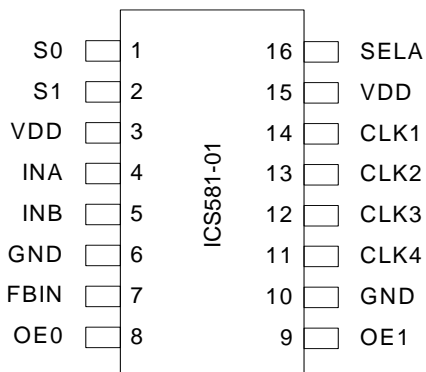 S0 1 16 SELA
S1 2 15 VDD
VDD 3 14 CLK1
INA 4 13 CLK2
INB 5 12 CLK3
GND 6 11 CLK4
FBIN 7 10 GND
OE0 8 9 OE1
ICS581-01